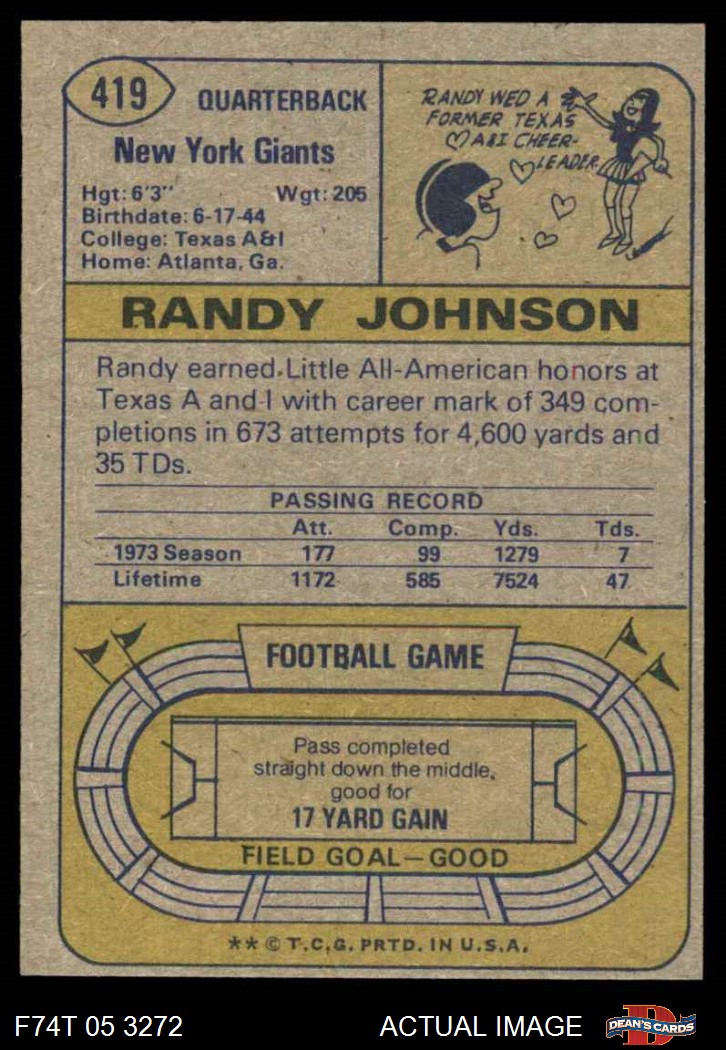 419
QUARTERBACK
New York Giants
Hgt: 6'3" Wgt: 205
Birthdate: 6-17-44
College: Texas A&I
Home: Atlanta, Ga.
RANDY WED A
FORMER TEXAS
A&I CHEER-
LEADER.
RANDY JOHNSON
Randy earned Little All-American honors at
Texas A and I with career mark of 349 com-
pletions in 673 attempts for 4,600 yards and
35 TDs.
PASSING RECORD
Att. Comp. Yds. Tds.
1973 Season 177 99 1279 7
Lifetime 1172 585 7524 47
FOOTBALL GAME
Pass completed
straight down the middle,
good for
17 YARD GAIN
FIELD GOAL—GOOD
** © T.C.G. PRTD. IN U.S.A.
F74T 05 3272 ACTUAL IMAGE
D
DEAN'S CARDS